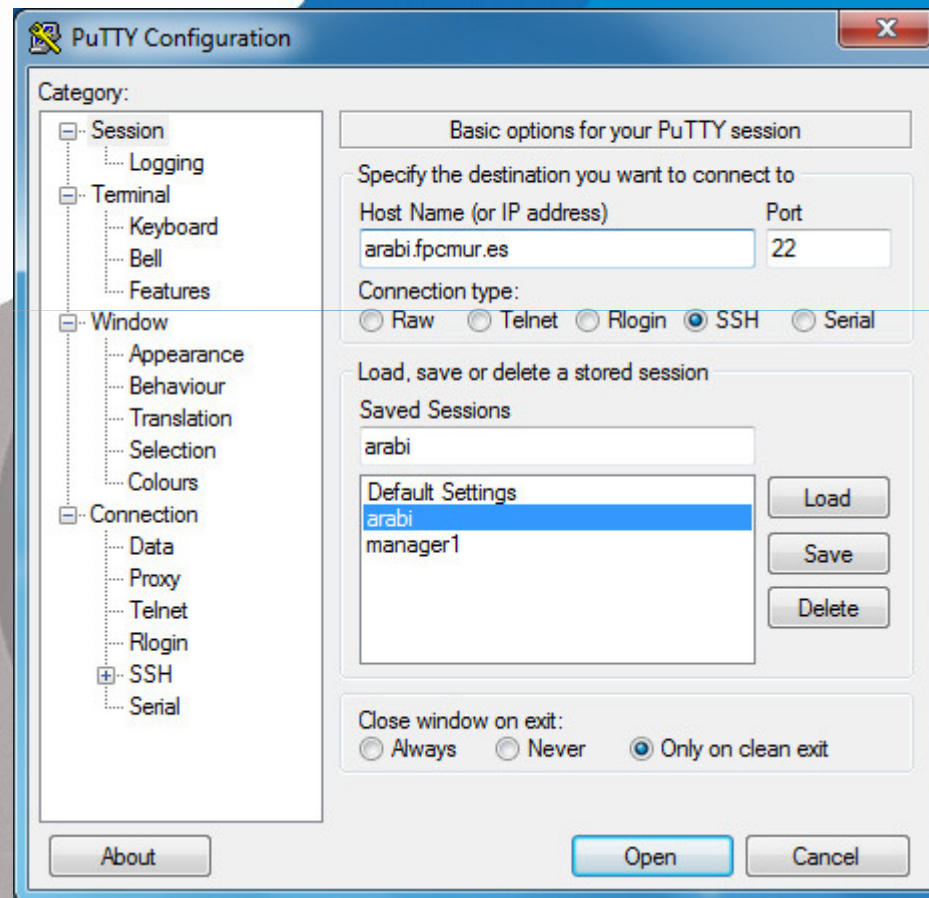 PuTTY Configuration
Category:
Session
Logging
Terminal
Keyboard
Bell
Features
Window
Appearance
Behaviour
Translation
Selection
Colours
Connection
Data
Proxy
Telnet
Rlogin
SSH
Serial
Basic options for your PuTTY session
Specify the destination you want to connect to
Host Name (or IP address) Port
arabi.fpcmur.es 22
Connection type:
Raw Telnet Rlogin SSH Serial
Load, save or delete a stored session
Saved Sessions
arabi
Default Settings
arabi
manager1
Load
Save
Delete
Close window on exit:
Always Never Only on clean exit
About Open Cancel